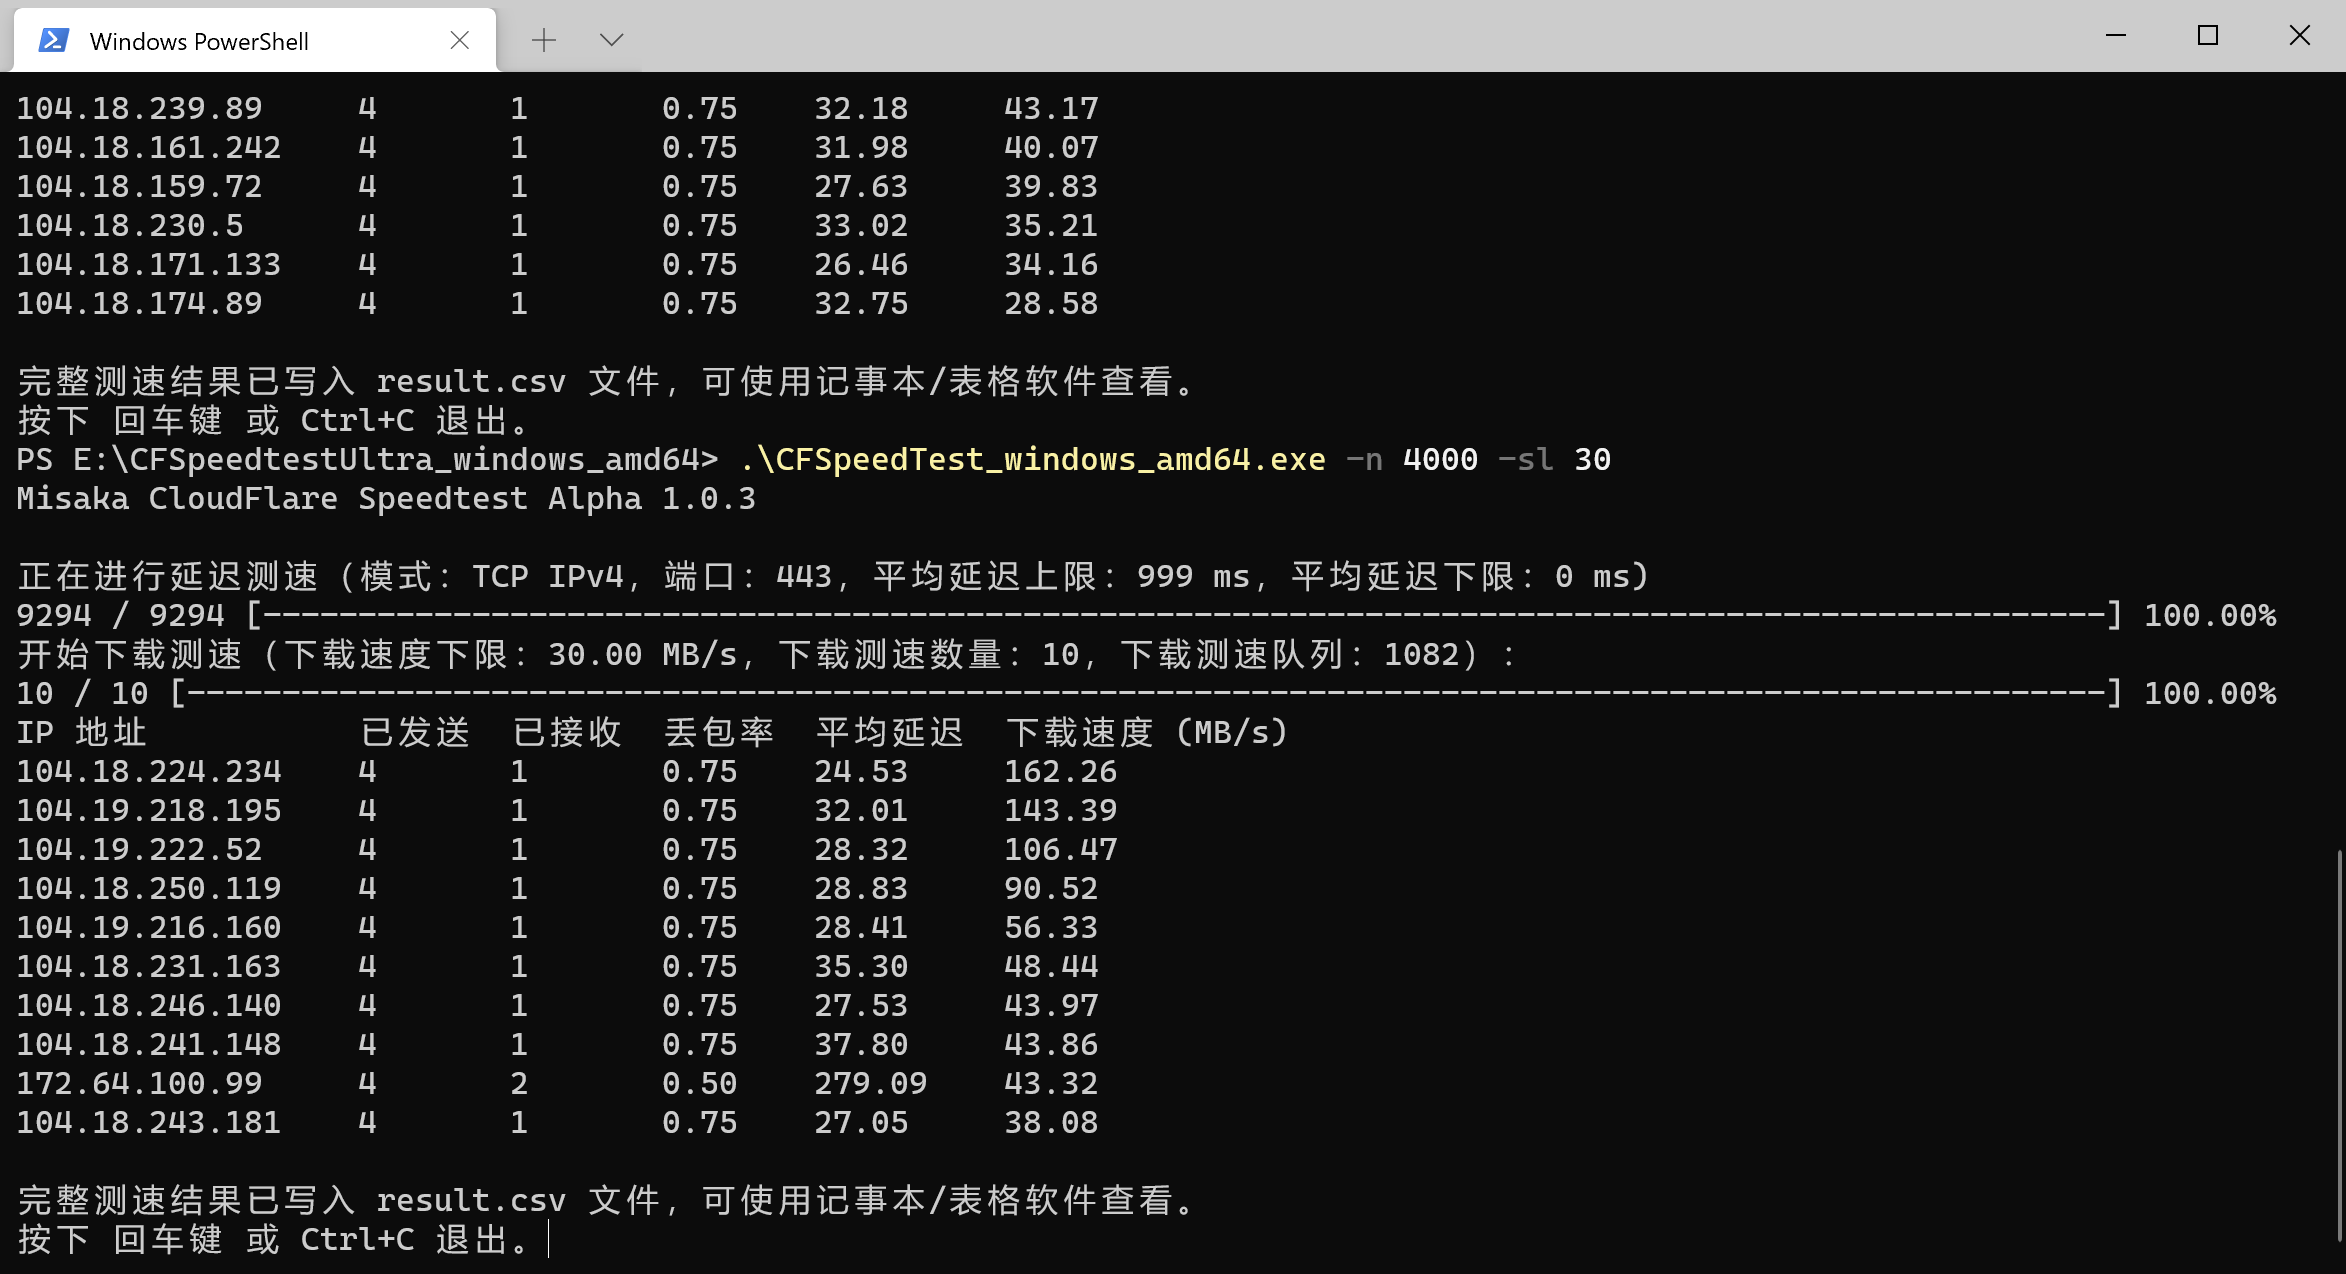 Windows PowerShell
104.18.239.89 4 1 0.75 32.18 43.17
104.18.161.242 4 1 0.75 31.98 40.07
104.18.159.72 4 1 0.75 27.63 39.83
104.18.230.5 4 1 0.75 33.02 35.21
104.18.171.133 4 1 0.75 26.46 34.16
104.18.174.89 4 1 0.75 32.75 28.58
完整测速结果已写入 result.csv 文件，可使用记事本/表格软件查看。
按下 回车键 或 Ctrl+C 退出。
PS E:\CFSpeedtestUltra_windows_amd64> .\CFSpeedTest_windows_amd64.exe -n 4000 -sl 30
Misaka CloudFlare Speedtest Alpha 1.0.3
正在进行延迟测速（模式：TCP IPv4, 端口：443，平均延迟上限：999 ms，平均延迟下限：0 ms)
9294 / 9294 [-------------------------------------------------------------------------------------------------] 100.00%
开始下载测速（下载速度下限：30.00 MB/s，下载测速数量：10，下载测速队列：1082）：
10 / 10 [-----------------------------------------------------------------------------------------------------] 100.00%
IP 地址 已发送 已接收 丢包率 平均延迟 下载速度 (MB/s)
104.18.224.234 4 1 0.75 24.53 162.26
104.19.218.195 4 1 0.75 32.01 143.39
104.19.222.52 4 1 0.75 28.32 106.47
104.18.250.119 4 1 0.75 28.83 90.52
104.19.216.160 4 1 0.75 28.41 56.33
104.18.231.163 4 1 0.75 35.30 48.44
104.18.246.140 4 1 0.75 27.53 43.97
104.18.241.148 4 1 0.75 37.80 43.86
172.64.100.99 4 2 0.50 279.09 43.32
104.18.243.181 4 1 0.75 27.05 38.08
完整测速结果已写入 result.csv 文件，可使用记事本/表格软件查看。
按下 回车键 或 Ctrl+C 退出。